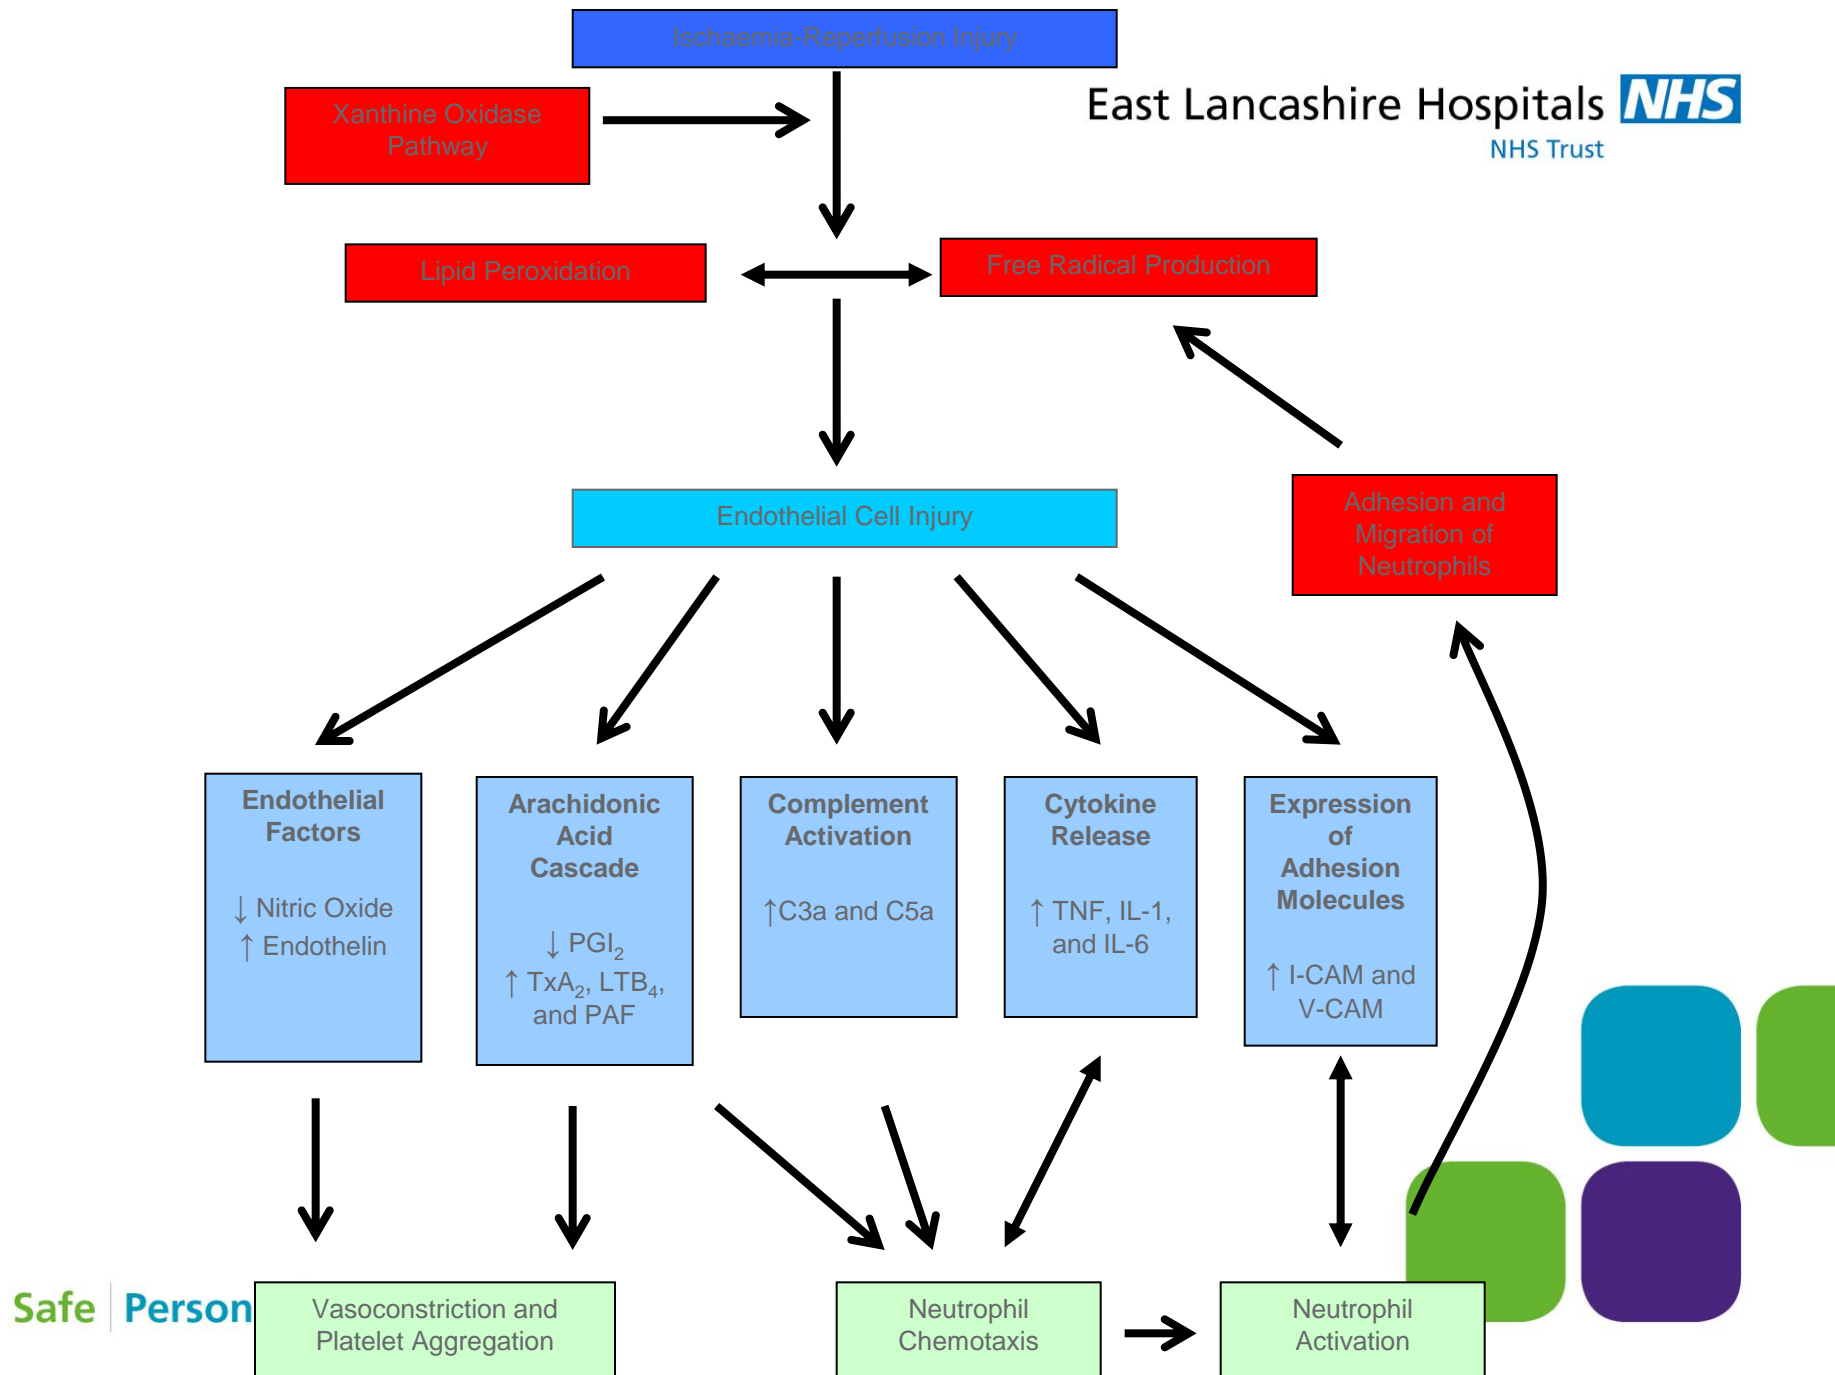 Ischaemia-Reperfusion Injury
Xanthine Oxidase
Pathway
East Lancashire Hospitals NHS
NHS Trust
Lipid Peroxidation
Free Radical Production
Endothelial Cell Injury
Adhesion and
Migration of
Neutrophils
Endothelial
Factors
↓ Nitric Oxide
↑ Endothelin
Arachidonic
Acid
Cascade
↓ PGI₂
↑ TxA₂, LTB₄,
and PAF
Complement
Activation
↑C3a and C5a
Cytokine
Release
↑ TNF, IL-1,
and IL-6
Expression
of
Adhesion
Molecules
↑ I-CAM and
V-CAM
Safe Person
Vasoconstriction and
Platelet Aggregation
Neutrophil
Chemotaxis
Neutrophil
Activation